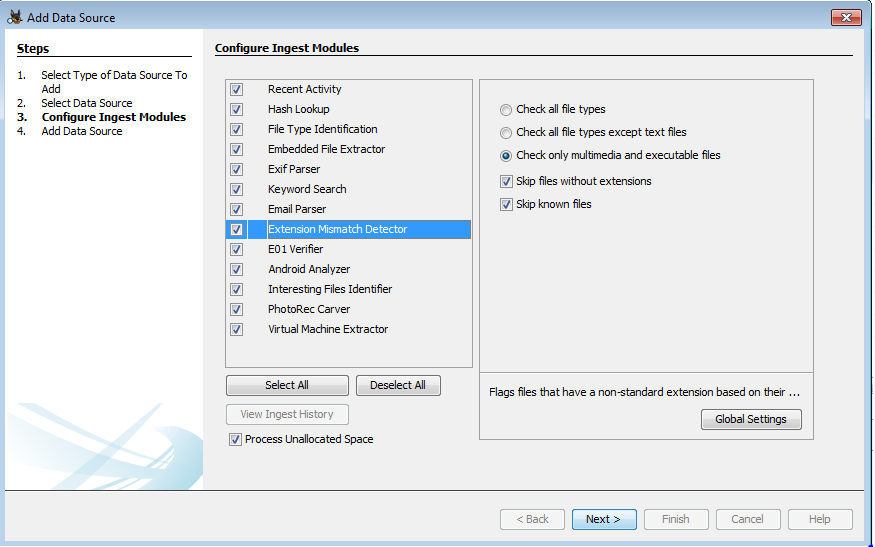 Add Data Source
Steps
1. Select Type of Data Source To
Add
2. Select Data Source
3. Configure Ingest Modules
4. Add Data Source
Configure Ingest Modules
Recent Activity
Hash Lookup
File Type Identification
Embedded File Extractor
Exif Parser
Keyword Search
Email Parser
Extension Mismatch Detector
E01 Verifier
Android Analyzer
Interesting Files Identifier
PhotoRec Carver
Virtual Machine Extractor
Select All
Deselect All
View Ingest History
Process Unallocated Space
Check all file types
Check all file types except text files
Check only multimedia and executable files
Skip files without extensions
Skip known files
Flags files that have a non-standard extension based on their ...
Global Settings
< Back
Next >
Finish
Cancel
Help